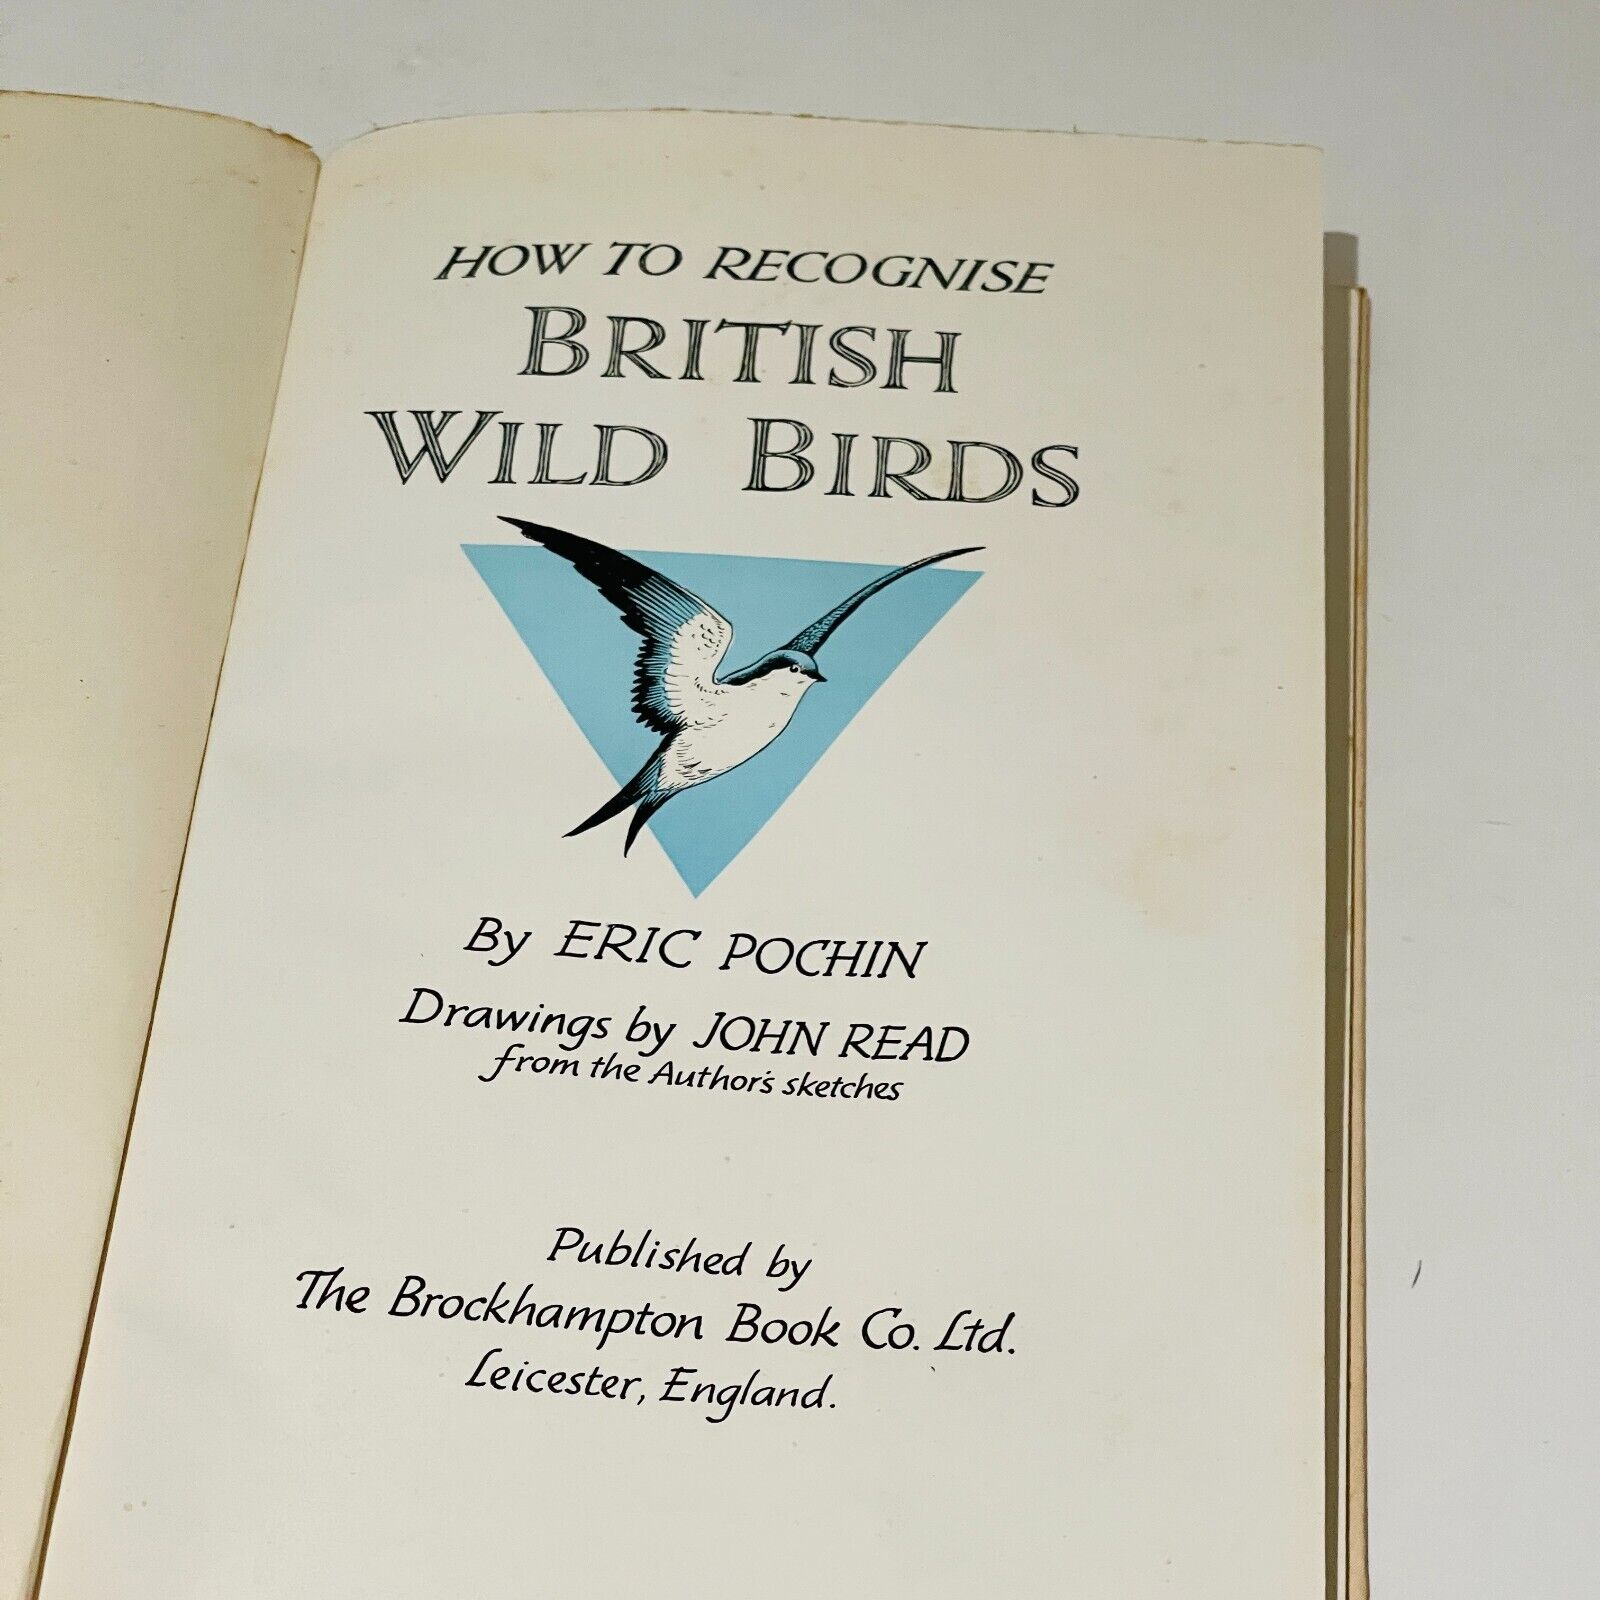 HOW TO RECOGNISE
BRITISH
WILD BIRDS
By ERIC POCHIN
Drawings by JOHN READ
from the Author's sketches
Published by
The Brockhampton Book Co. Ltd.
Leicester, England.